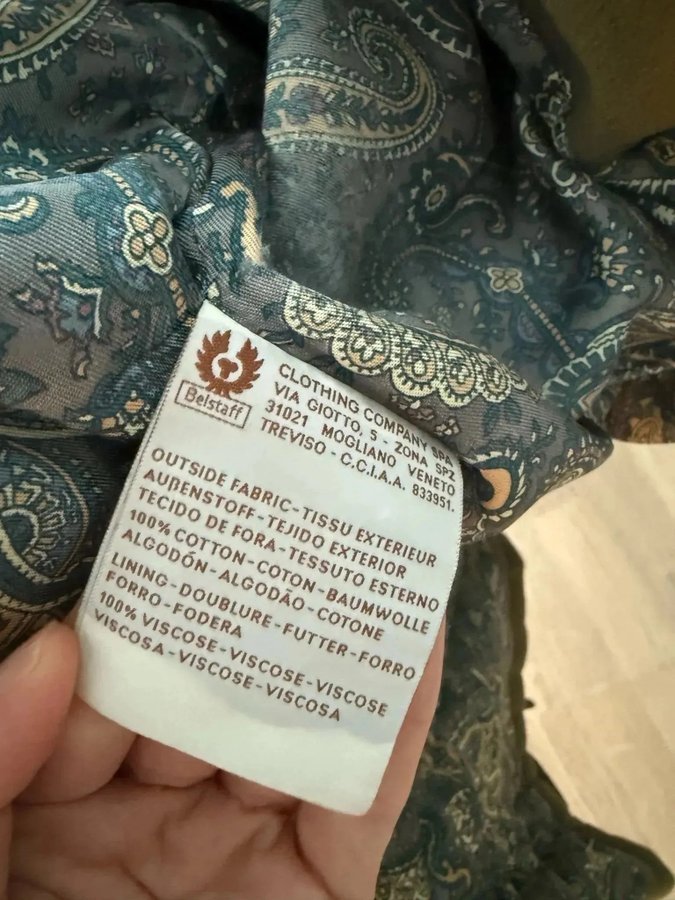 Belstaff
CLOTHING COMPANY SPA
VIA GIOTTO, 5 - ZONA SPZ
31021 MOGLIANO VENETO
TREVISO - C.C.I.A.A. 833951.
OUTSIDE FABRIC-TISSU EXTERIEUR
AUßENSTOFF-TEJIDO EXTERIOR
TECIDO DE FORA-TESSUTO ESTERNO
100% COTTON-COTON-BAUMWOLLE
ALGODÓN-ALGODÃO-COTONE
LINING-DOUBLURE-FUTTER-FORRO
FORRO-FODERA
100% VISCOSE-VISCOSE-VISCOSE
VISCOSA-VISCOSE-VISCOSA